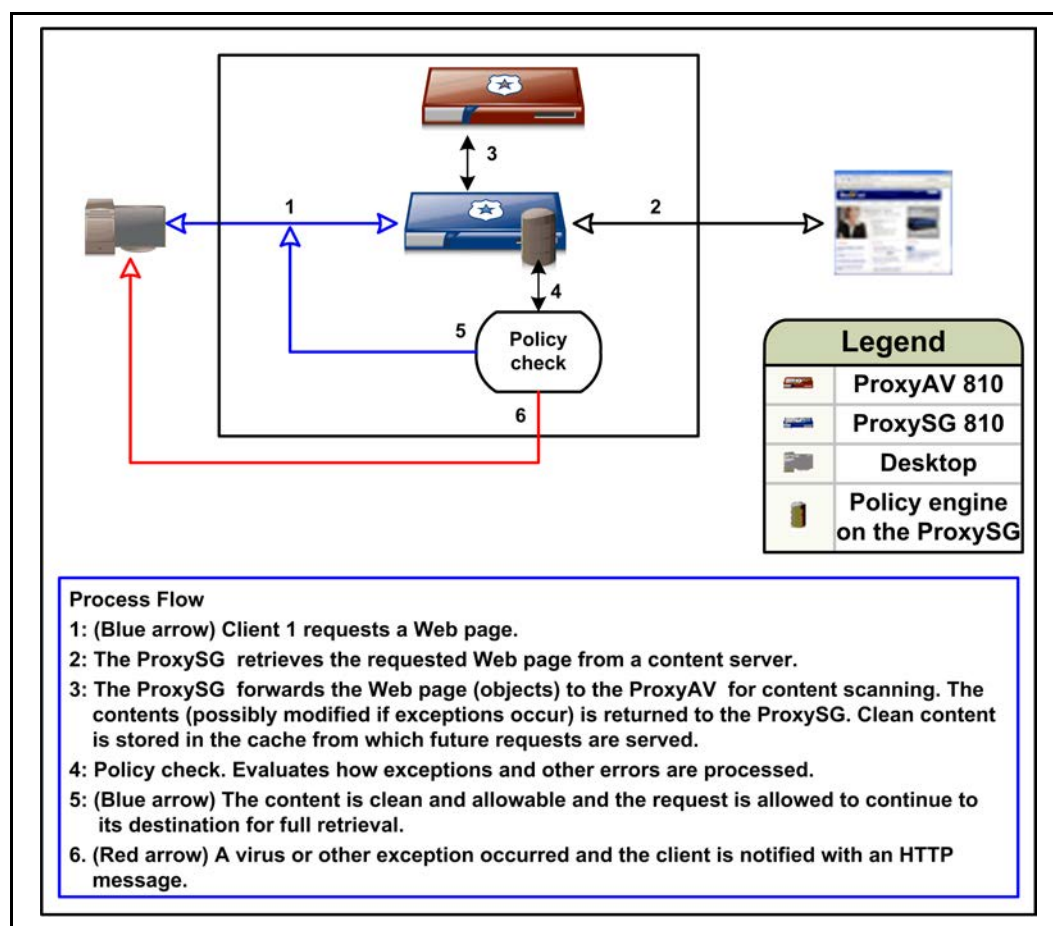 3
1
2
4
5
Policy
check
6
Legend
ProxyAV 810
ProxySG 810
Desktop
Policy engine
on the ProxySG
Process Flow
1: (Blue arrow) Client 1 requests a Web page.
2: The ProxySG retrieves the requested Web page from a content server.
3: The ProxySG forwards the Web page (objects) to the ProxyAV for content scanning. The
contents (possibly modified if exceptions occur) is returned to the ProxySG. Clean content
is stored in the cache from which future requests are served.
4: Policy check. Evaluates how exceptions and other errors are processed.
5: (Blue arrow) The content is clean and allowable and the request is allowed to continue to
its destination for full retrieval.
6. (Red arrow) A virus or other exception occurred and the client is notified with an HTTP
message.